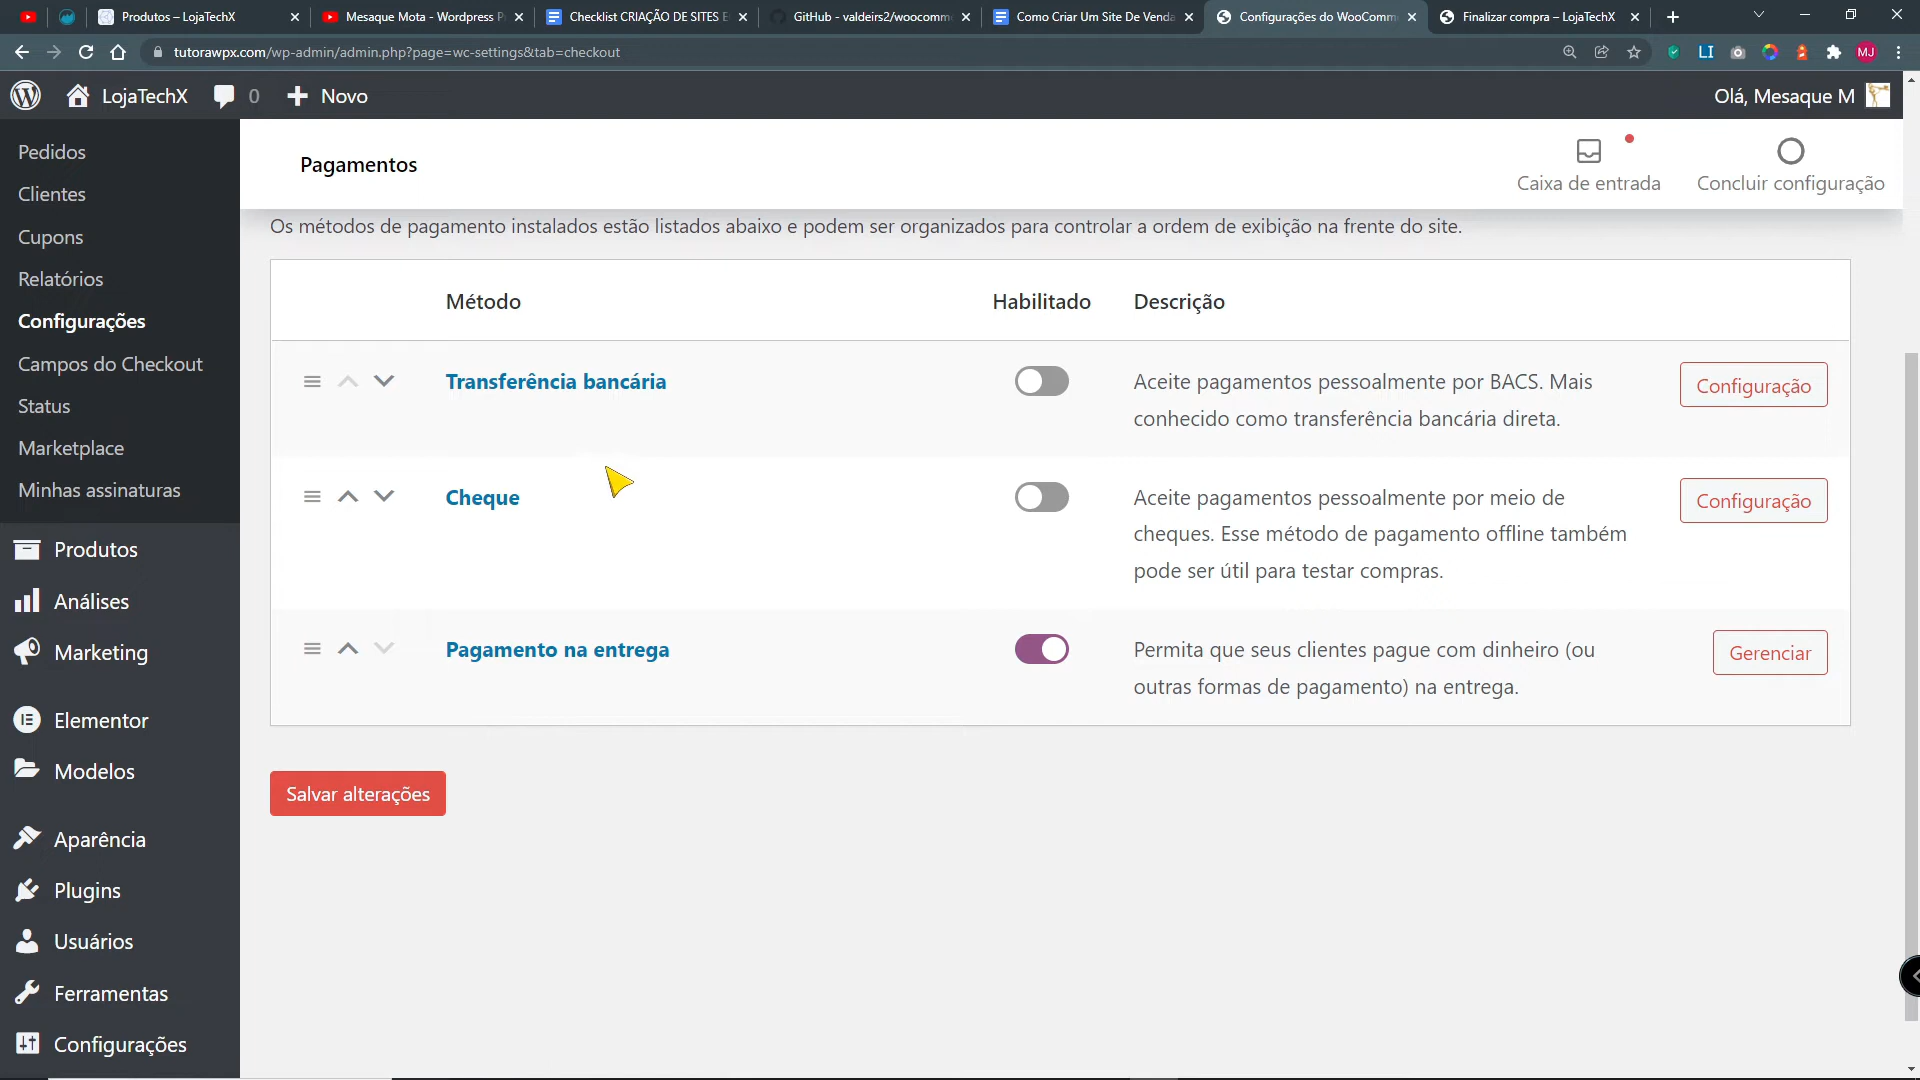 Produtos – LojaTechX
Mesaque Mota - Wordpress P
Checklist CRIAÇÃO DE SITES E
GitHub - valdeirs2/woocomm
Como Criar Um Site De Venda
Configurações do WooComm
Finalizar compra – LojaTechX
tutorawpx.com/wp-admin/admin.php?page=wc-settings&tab=checkout
LI
MJ
LojaTechX
0
Novo
Olá, Mesaque M
Pedidos
Clientes
Cupons
Relatórios
Configurações
Campos do Checkout
Status
Marketplace
Minhas assinaturas
Produtos
Análises
Marketing
Elementor
Modelos
Aparência
Plugins
Usuários
Ferramentas
Configurações
Pagamentos
Caixa de entrada
Concluir configuração
Os métodos de pagamento instalados estão listados abaixo e podem ser organizados para controlar a ordem de exibição na frente do site.
Método
Habilitado
Descrição
Transferência bancária
Aceite pagamentos pessoalmente por BACS. Mais
conhecido como transferência bancária direta.
Configuração
Cheque
Aceite pagamentos pessoalmente por meio de
cheques. Esse método de pagamento offline também
pode ser útil para testar compras.
Configuração
Pagamento na entrega
Permita que seus clientes pague com dinheiro (ou
outras formas de pagamento) na entrega.
Gerenciar
Salvar alterações